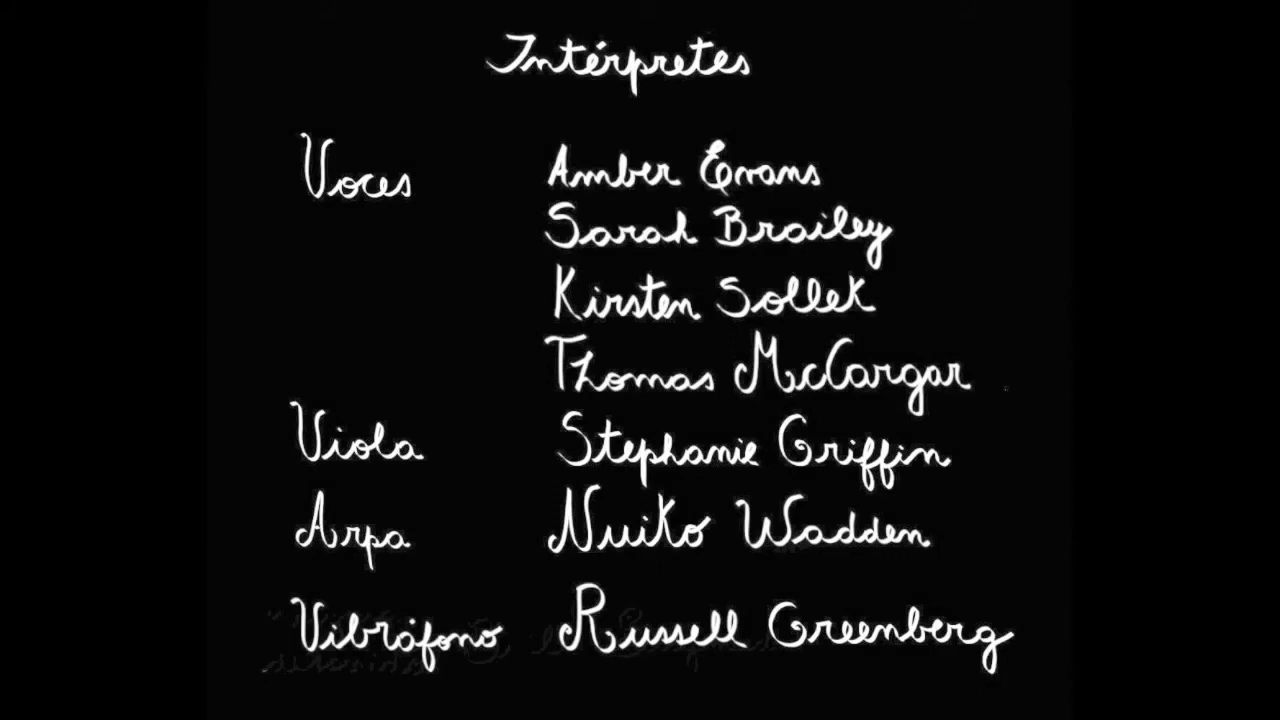 Intérpretes
Voces Amber Evans
Sarah Brailey
Kirsten Sollek
Thomas McCargar
Viola Stephanie Griffin
Arpa Nuiko Wadden
Vibráfono Russell Greenberg